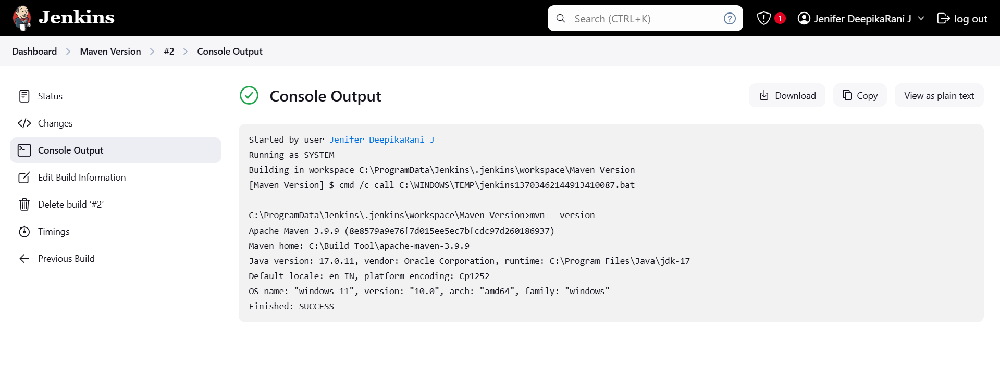 Jenkins
Search (CTRL+K)
?
1
Jenifer DeepikaRani J
log out
Dashboard > Maven Version > #2 > Console Output
Status
Changes
Console Output
Edit Build Information
Delete build ‘#2’
Timings
Previous Build
Console Output
Download
Copy
View as plain text
Started by user Jenifer DeepikaRani J
Running as SYSTEM
Building in workspace C:\ProgramData\Jenkins\.jenkins\workspace\Maven Version
[Maven Version] $ cmd /c call C:\WINDOWS\TEMP\jenkins13703462144913410087.bat
C:\ProgramData\Jenkins\.jenkins\workspace\Maven Version>mvn --version
Apache Maven 3.9.9 (8e8579a9e76f7d015ee5ec7bfcdc97d260186937)
Maven home: C:\Build Tool\apache-maven-3.9.9
Java version: 17.0.11, vendor: Oracle Corporation, runtime: C:\Program Files\Java\jdk-17
Default locale: en_IN, platform encoding: Cp1252
OS name: "windows 11", version: "10.0", arch: "amd64", family: "windows"
Finished: SUCCESS